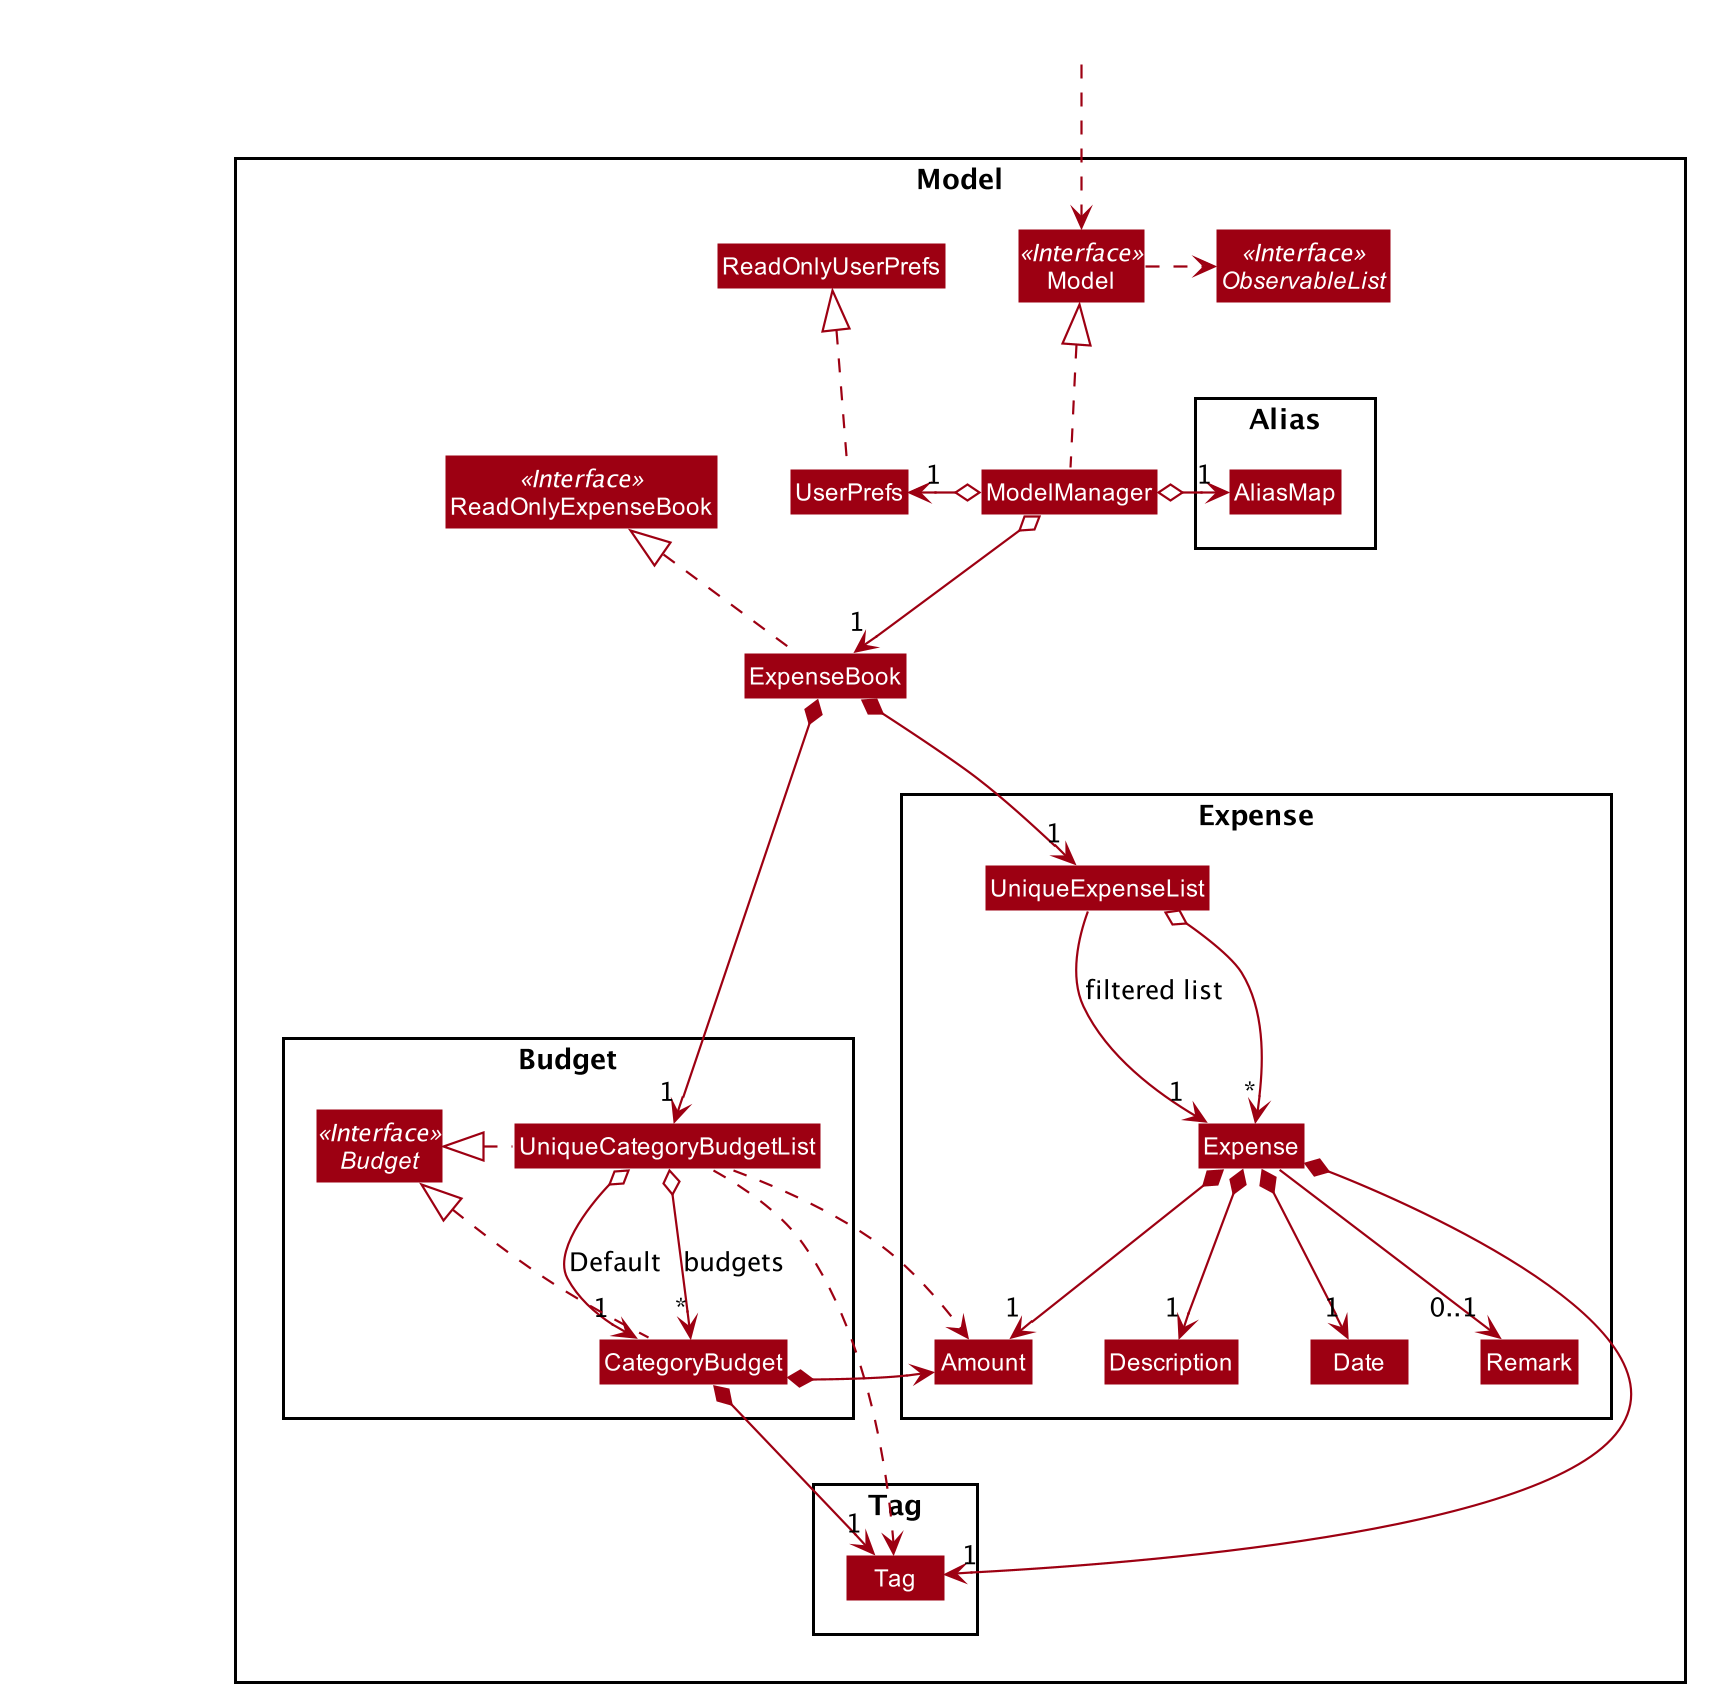 Model
«Interface»
Model
«Interface»
ObservableList
ReadOnlyUserPrefs
Alias
«Interface»
ReadOnlyExpenseBook
UserPrefs
1
ModelManager
1
AliasMap
1
ExpenseBook
Expense
1
UniqueExpenseList
filtered list
Budget
1
1
*
«Interface»
Budget
UniqueCategoryBudgetList
Expense
Default
budgets
1
*
1
1
1
0..1
CategoryBudget
Amount
Description
Date
Remark
Tag
1
1
Tag